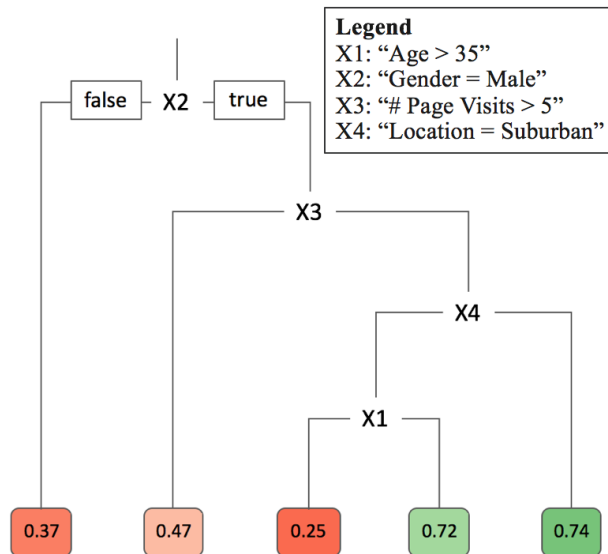 Legend
X1: “Age > 35”
X2: “Gender = Male”
X3: “# Page Visits > 5”
X4: “Location = Suburban”
false X2 true
X3
X4
X1
0.37 0.47 0.25 0.72 0.74